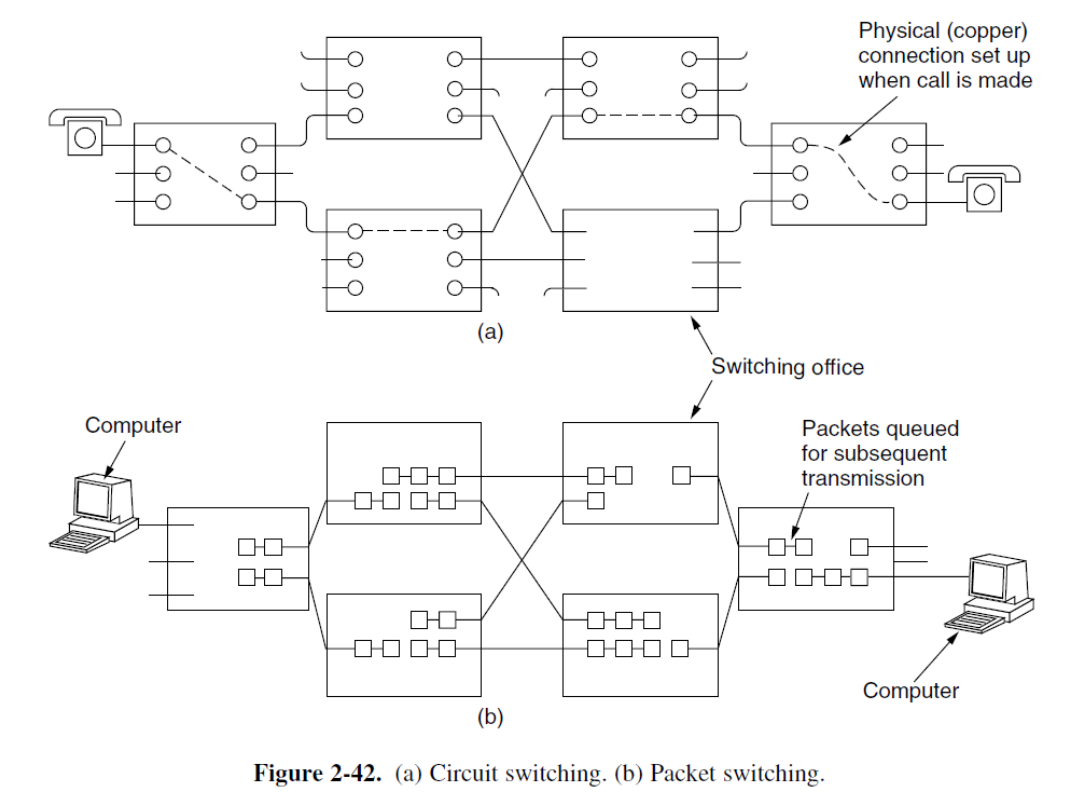 Physical (copper)
connection set up
when call is made
(a)
Switching office
Computer
Packets queued
for subsequent
transmission
Computer
(b)
Figure 2-42. (a) Circuit switching. (b) Packet switching.